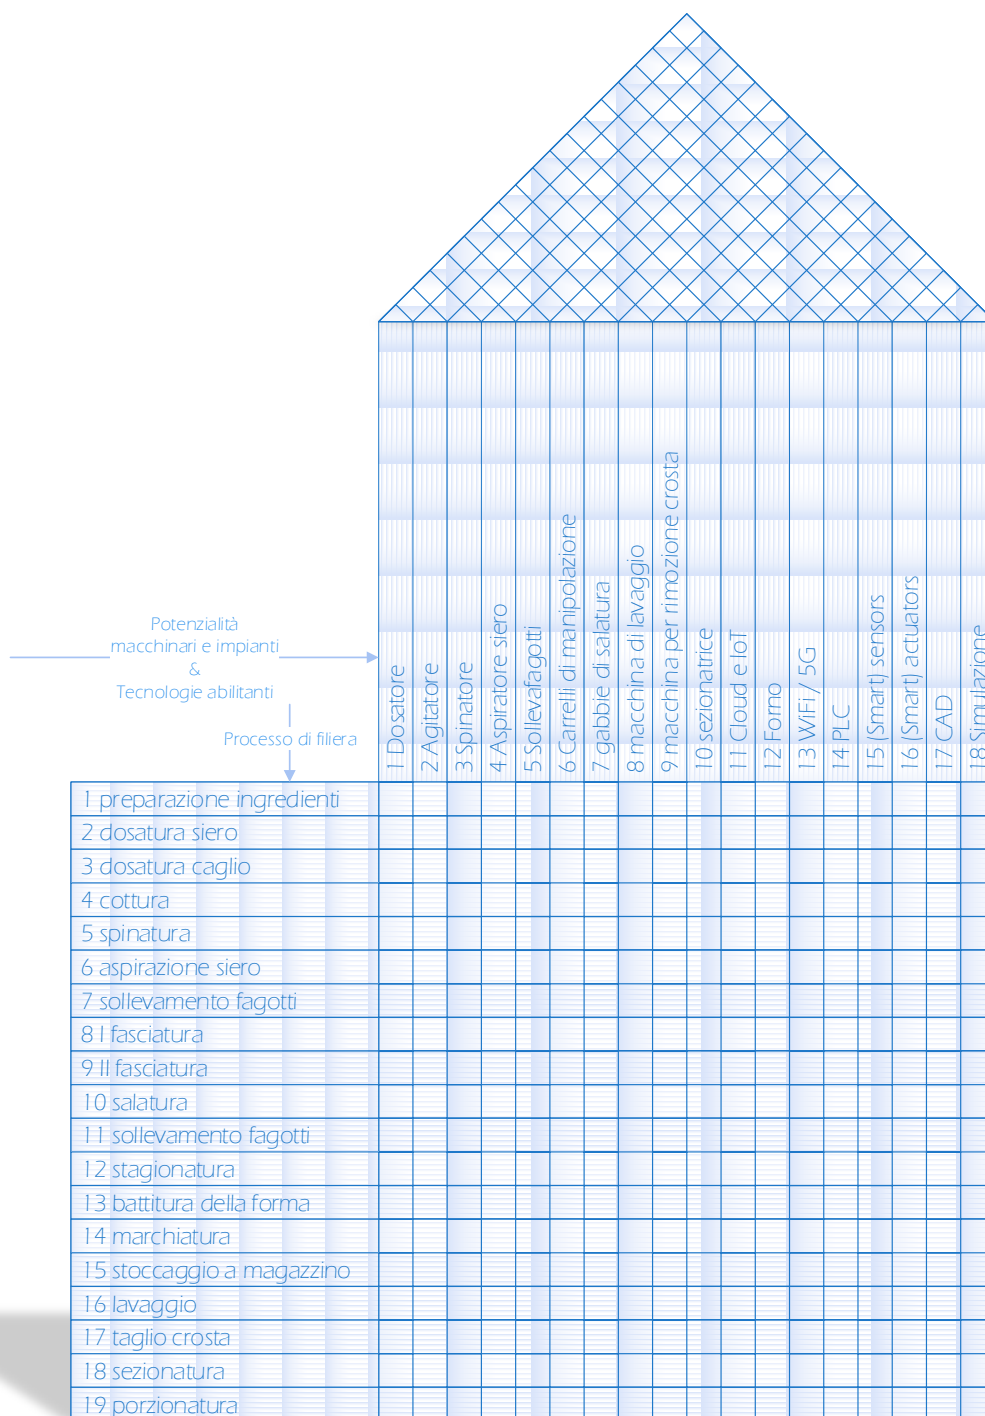 Potenzialità
macchinari e impianti
&
Tecnologie abilitanti
Processo di filiera
1 Dosatore
2 Agitatore
3 Spinatore
4 Aspiratore siero
5 Sollevafagotti
6 Carrelli di manipolazione
7 gabbie di salatura
8 macchina di lavaggio
9 macchina per rimozione crosta
10 sezionatrice
11 Cloud e IoT
12 Forno
13 WiFi / 5G
14 PLC
15 (Smart) sensors
16 (Smart) actuators
17 CAD
18 Simulazione
1 preparazione ingredienti
2 dosatura siero
3 dosatura caglio
4 cottura
5 spinatura
6 aspirazione siero
7 sollevamento fagotti
8 I fasciatura
9 II fasciatura
10 salatura
11 sollevamento fagotti
12 stagionatura
13 battitura della forma
14 marchiatura
15 stoccaggio a magazzino
16 lavaggio
17 taglio crosta
18 sezionatura
19 porzionatura